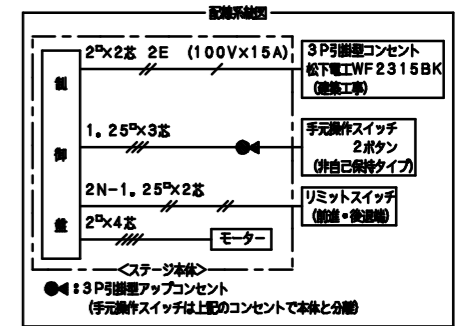 配線系統図
2□×2芯 2E (100V×15A)
3P引掛型コンセント
松下電工WF2315BK
(建築工事)
制御盤
1.25□×3芯
手元操作スイッチ
2ボタン
(非自己保持タイプ)
2N-1.25□×2芯
リミットスイッチ
(前進・後退端)
2□×4芯
モーター
<ステージ本体>
●◀:3P引掛型アップコンセント
(手元操作スイッチは上記のコンセントで本体と分離)